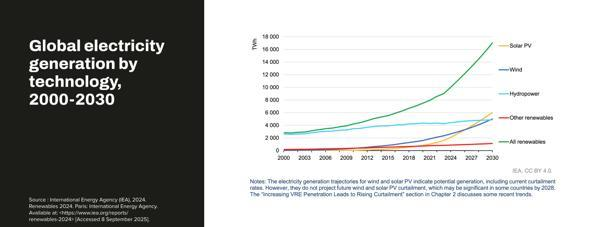 Global electricity
generation by
technology,
2000-2030
Source : International Energy Agency (IEA), 2024.
Renewables 2024. Paris: International Energy Agency.
Available at: <https://www.iea.org/reports/
renewables-2024> [Accessed 8 September 2025].
TWh
18 000
16 000
14 000
12 000
10 000
8 000
6 000
4 000
2 000
0
2000 2003 2006 2009 2012 2015 2018 2021 2024 2027 2030
Solar PV
Wind
Hydropower
Other renewables
All renewables
IEA. CC BY 4.0.
Notes: The electricity generation trajectories for wind and solar PV indicate potential generation, including current curtailment
rates. However, they do not project future wind and solar PV curtailment, which may be significant in some countries by 2028.
The "Increasing VRE Penetration Leads to Rising Curtailment" section in Chapter 2 discusses some recent trends.